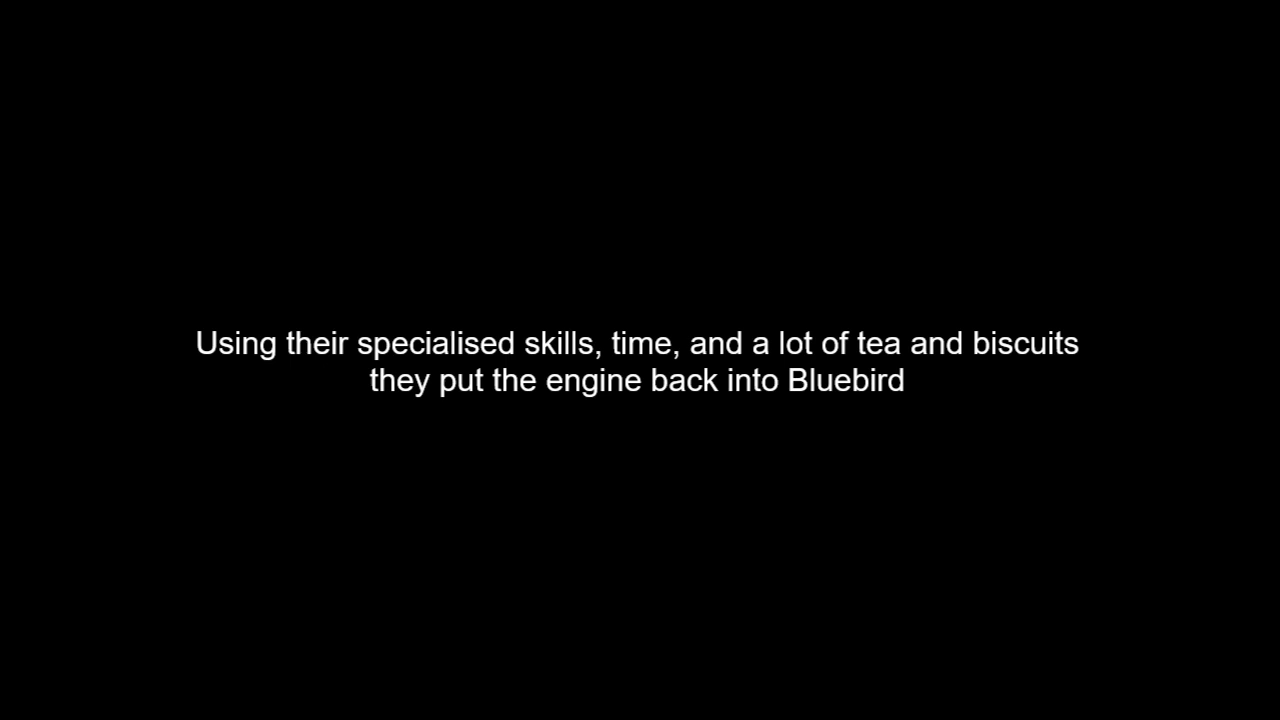 Using their specialised skills, time, and a lot of tea and biscuits
they put the engine back into Bluebird